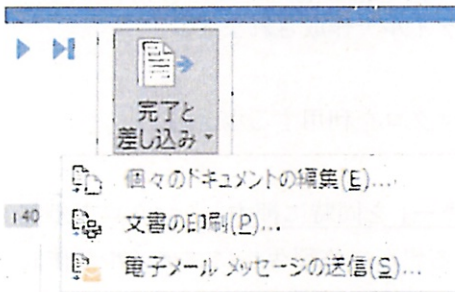 完了と
差し込み
個々のドキュメントの編集(E)...
140
文書の印刷(P)...
電子メール メッセージの送信(S)...